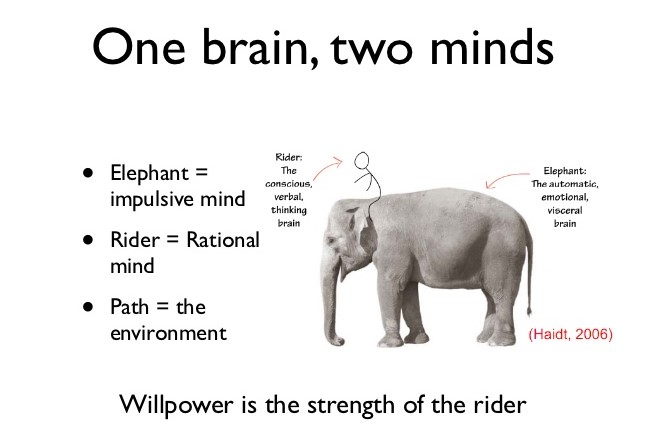 One brain, two minds
• Elephant =
impulsive mind
• Rider = Rational
mind
• Path = the
environment
Rider:
The
conscious,
verbal,
thinking
brain
Elephant:
The automatic,
emotional,
visceral
brain
(Haidt, 2006)
Willpower is the strength of the rider